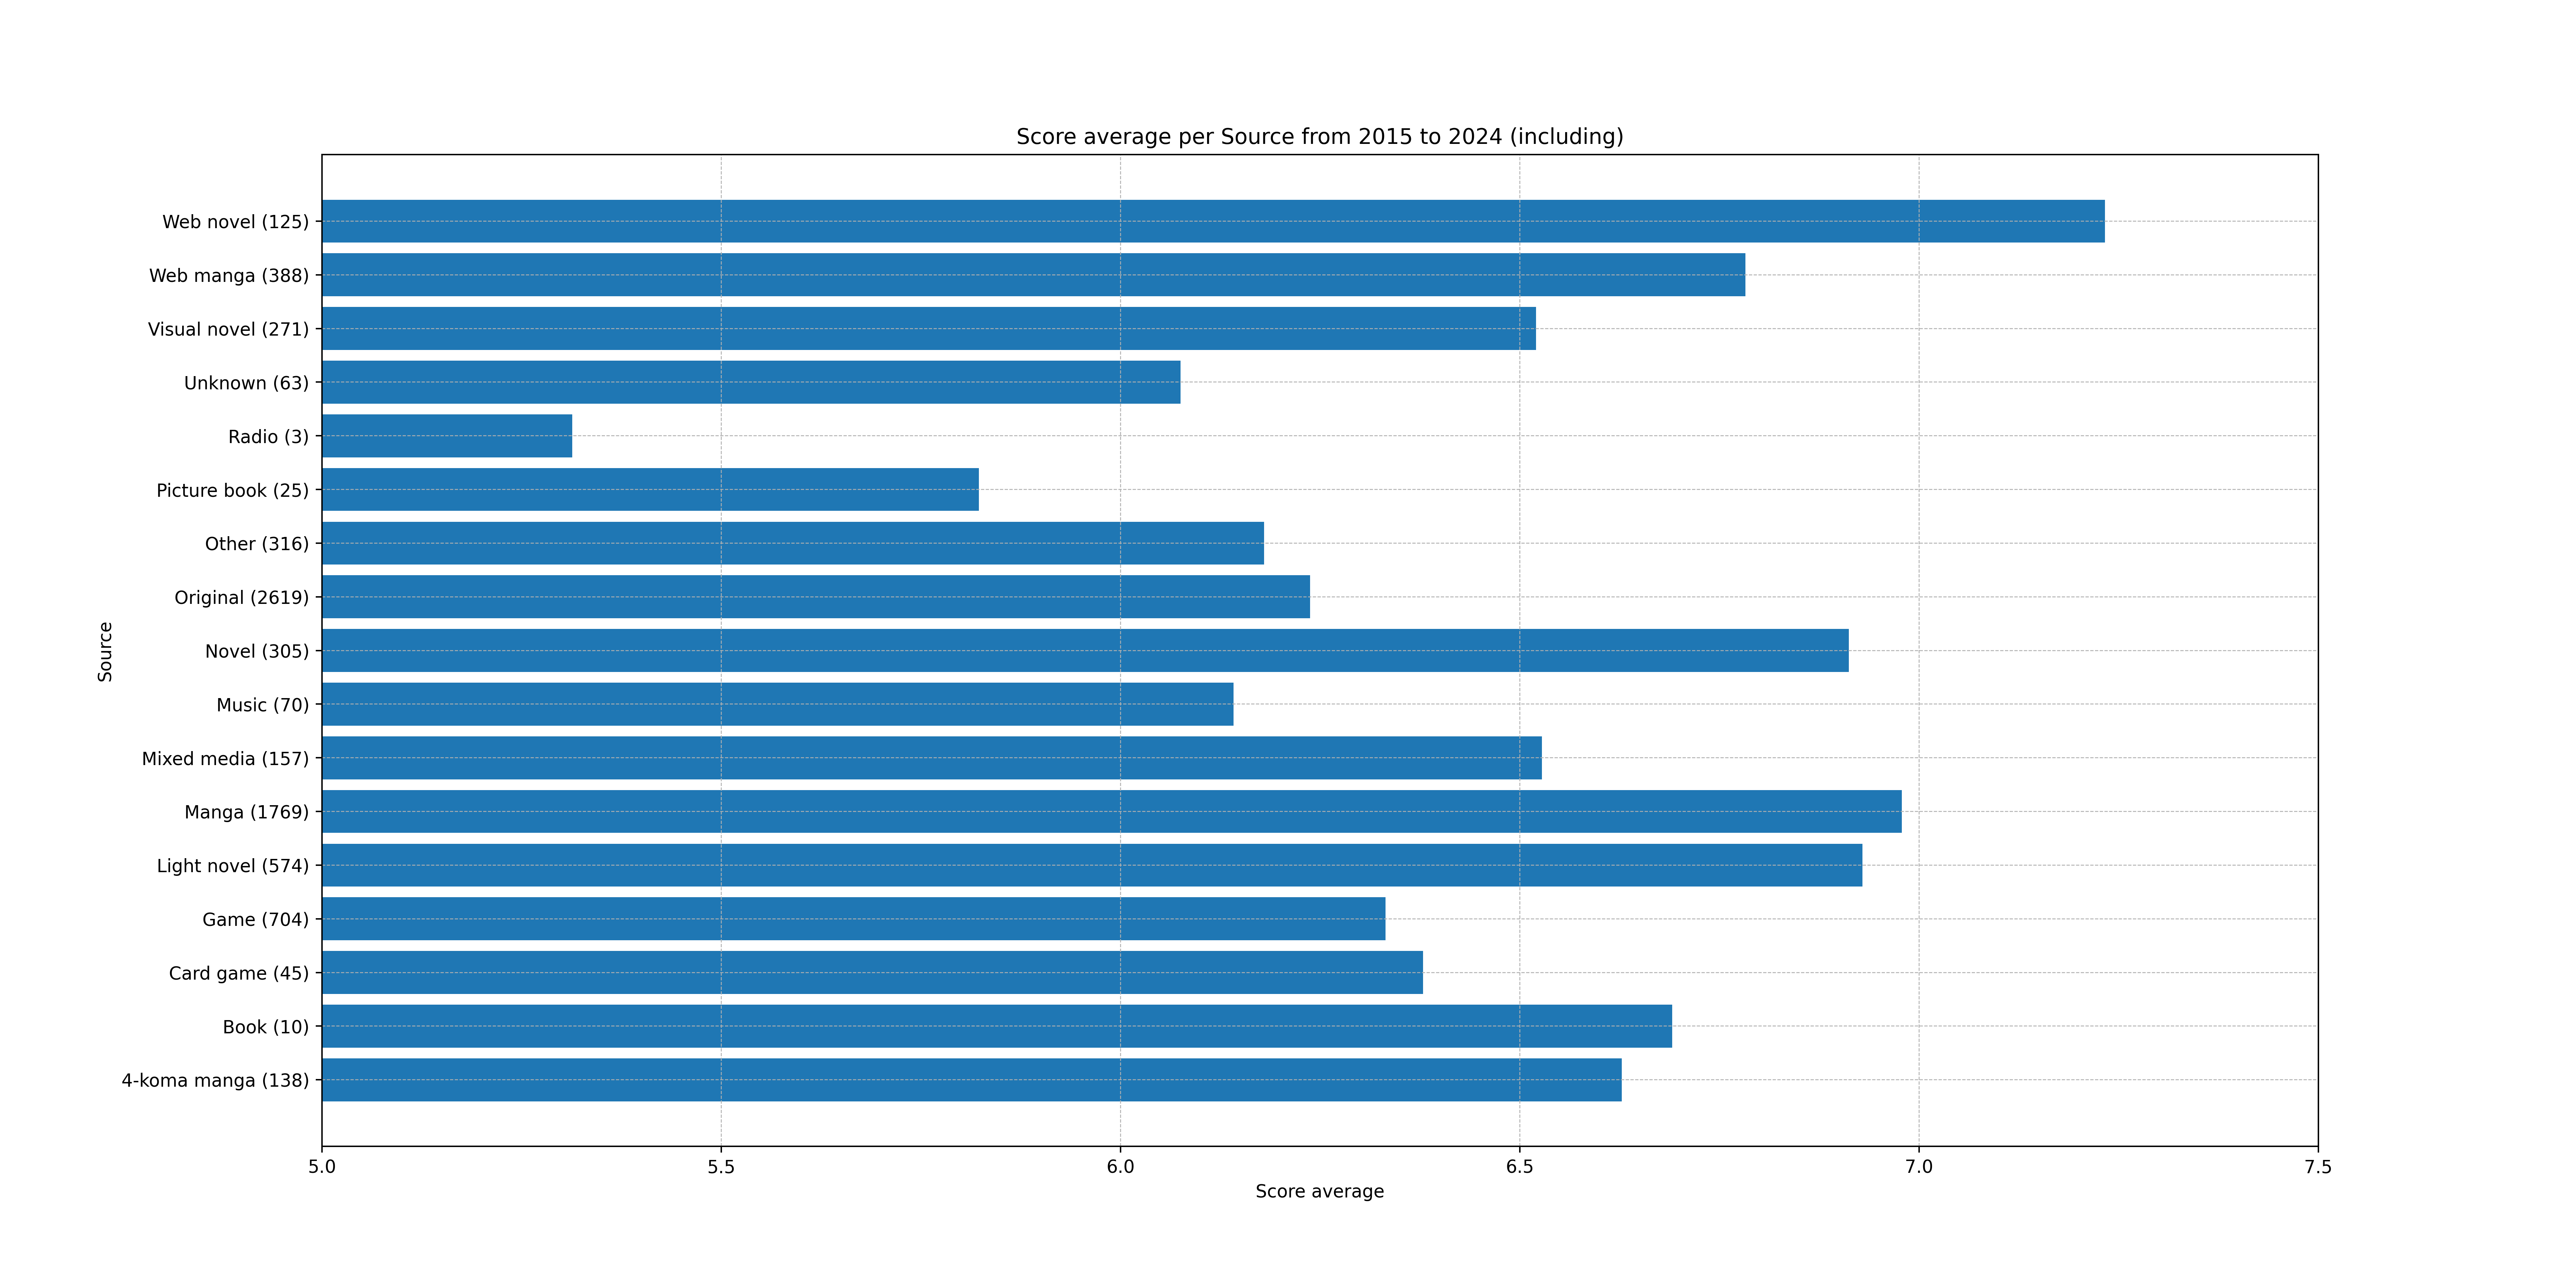 Score average per Source from 2015 to 2024 (including)
Web novel (125)
Web manga (388)
Visual novel (271)
Unknown (63)
Radio (3)
Picture book (25)
Other (316)
Original (2619)
Novel (305)
Music (70)
Mixed media (157)
Manga (1769)
Light novel (574)
Game (704)
Card game (45)
Book (10)
4-koma manga (138)
Source
5.0 5.5 6.0 6.5 7.0 7.5
Score average